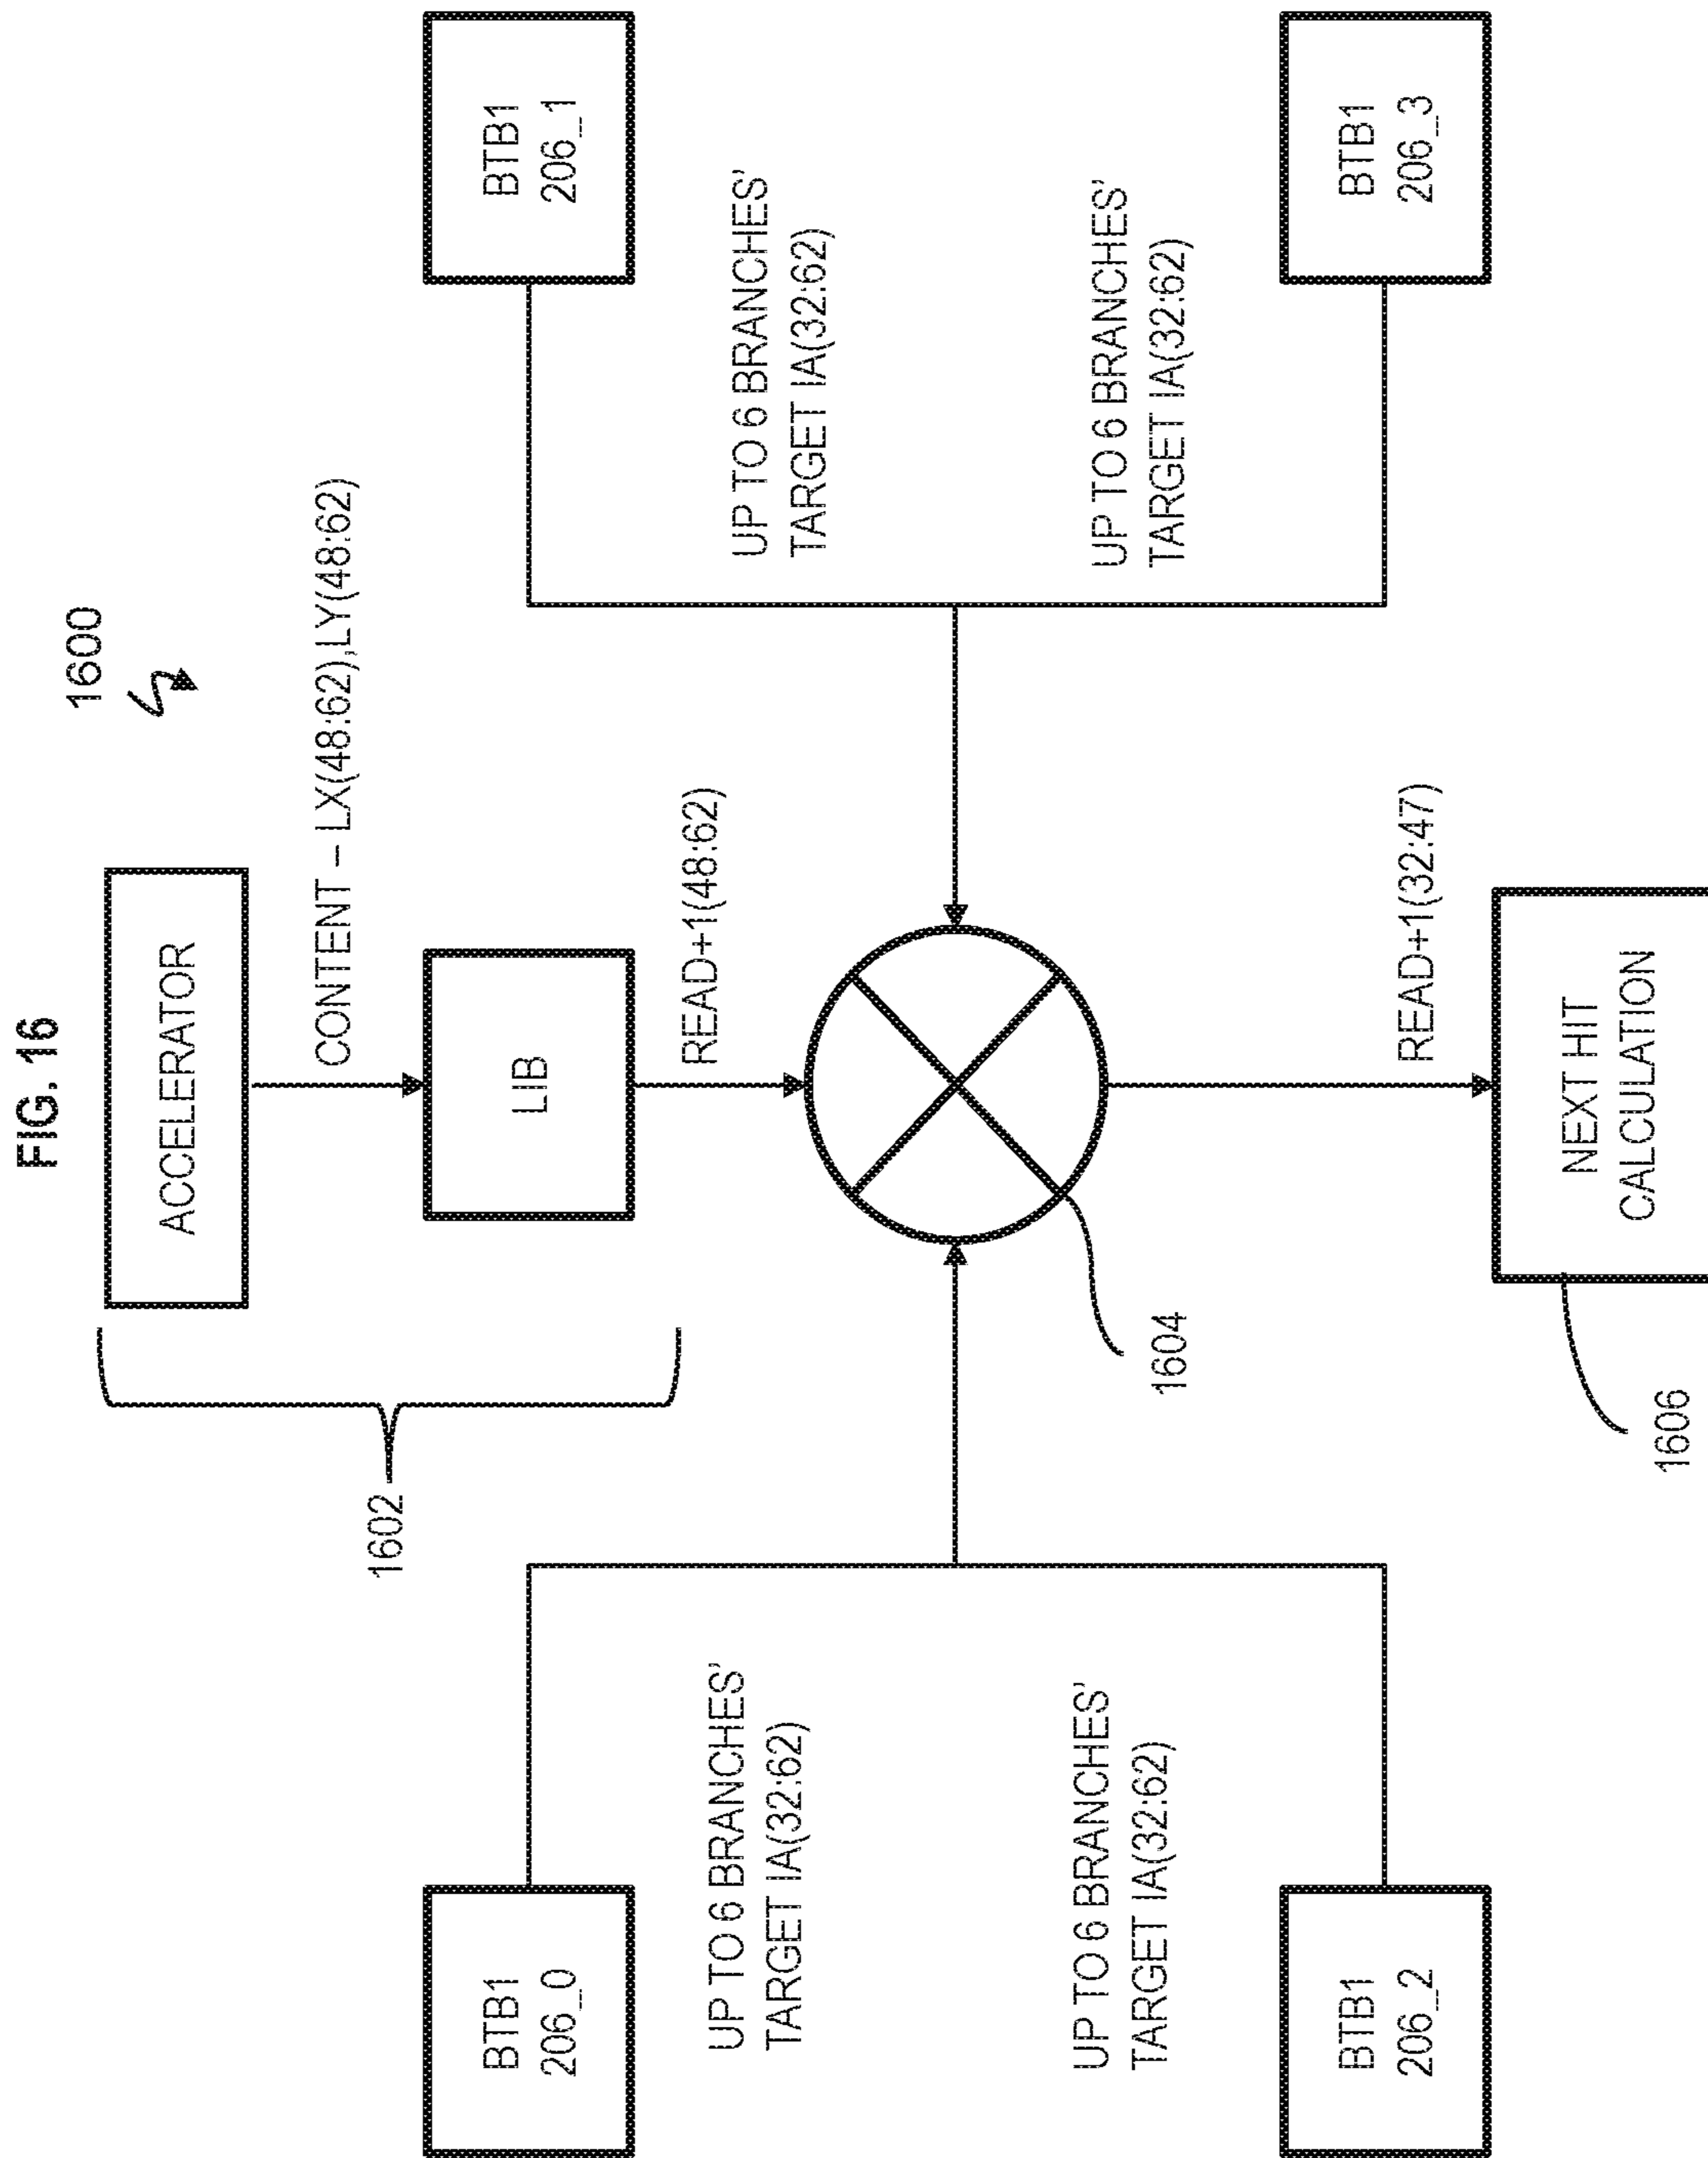 FIG. 16
1600
ACCELERATOR
CONTENT – LX(48:62),LY(48:62)
1602
LIB
READ+1(48:62)
BTB1
206_0
UP TO 6 BRANCHES'
TARGET IA(32:62)
BTB1
206_1
UP TO 6 BRANCHES'
TARGET IA(32:62)
1604
UP TO 6 BRANCHES'
TARGET IA(32:62)
BTB1
206_2
UP TO 6 BRANCHES'
TARGET IA(32:62)
BTB1
206_3
READ+1(32:47)
NEXT HIT
CALCULATION
1606